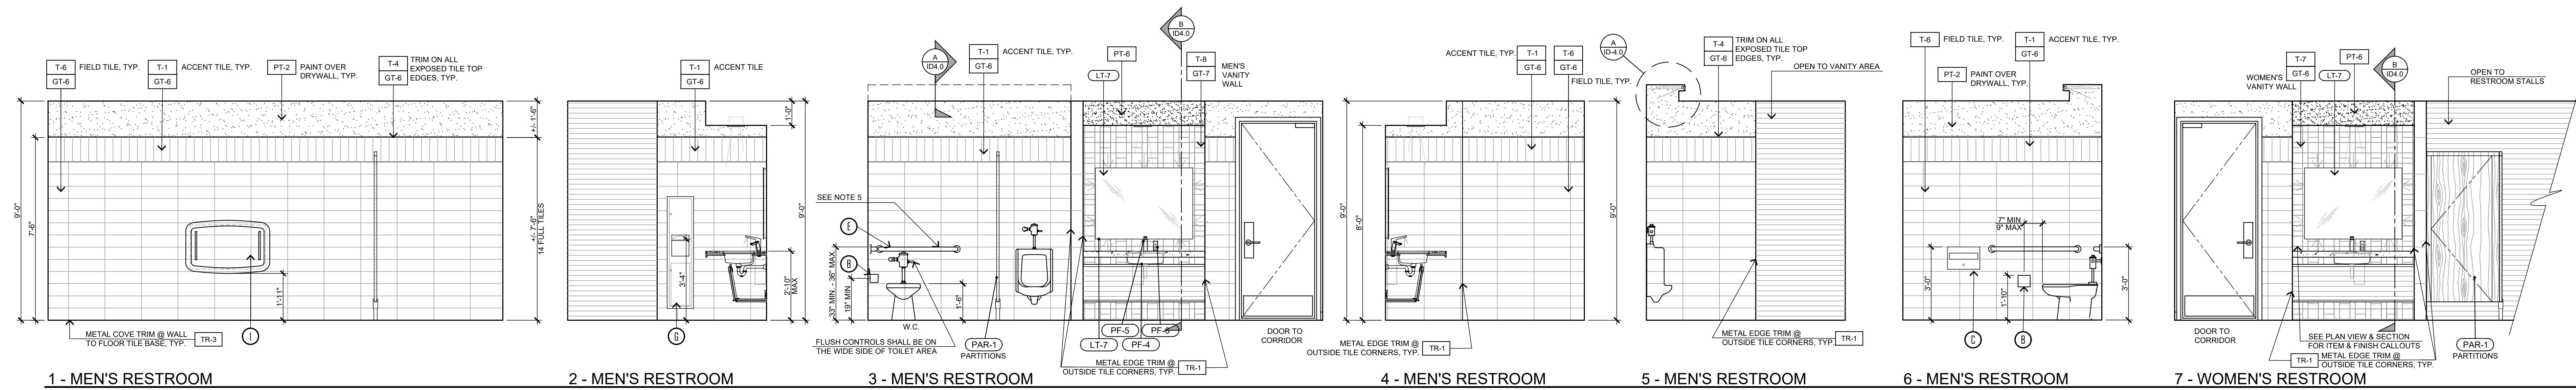 T-6
GT-6
FIELD TILE, TYP.
T-1
GT-6
ACCENT TILE, TYP.
PT-2
PAINT OVER
DRYWALL, TYP.
T-4
GT-6
TRIM ON ALL
EXPOSED TILE TOP
EDGES, TYP.
9'-0"
7'-6"
+/- 1'-6"
+/- 7'-6"
14 FULL TILES
1'-11"
METAL COVE TRIM @ WALL
TO FLOOR TILE BASE, TYP.
TR-3
I
1 - MEN'S RESTROOM
T-1
GT-6
ACCENT TILE
1'-0"
9'-0"
3'-4"
2'-10"
MAX
G
2 - MEN'S RESTROOM
A
ID4.0
T-1
GT-6
ACCENT TILE, TYP.
PT-6
LT-7
B
ID4.0
T-8
GT-7
MEN'S
VANITY
WALL
SEE NOTE 5
E
B
33" MIN. - 36" MAX
19" MIN
1'-6"
W.C.
FLUSH CONTROLS SHALL BE ON
THE WIDE SIDE OF TOILET AREA
PAR-1
PARTITIONS
PF-5
PF-6
LT-7
PF-4
METAL EDGE TRIM @
OUTSIDE TILE CORNERS, TYP.
TR-1
DOOR TO
CORRIDOR
3 - MEN'S RESTROOM
ACCENT TILE, TYP.
T-1
GT-6
T-6
GT-6
FIELD TILE, TYP.
9'-0"
8'-0"
9'-0"
METAL EDGE TRIM @
OUTSIDE TILE CORNERS, TYP.
TR-1
4 - MEN'S RESTROOM
A
ID-4.0
T-4
GT-6
TRIM ON ALL
EXPOSED TILE TOP
EDGES, TYP.
OPEN TO VANITY AREA
METAL EDGE TRIM @
OUTSIDE TILE CORNERS, TYP.
TR-1
5 - MEN'S RESTROOM
T-6
GT-6
FIELD TILE, TYP.
T-1
GT-6
ACCENT TILE, TYP.
PT-2
PAINT OVER
DRYWALL, TYP.
7" MIN
9" MAX
3'-0"
1'-10"
3'-0"
C
B
6 - MEN'S RESTROOM
T-7
GT-6
WOMEN'S
VANITY WALL
LT-7
PT-6
B
ID4.0
OPEN TO
RESTROOM STALLS
DOOR TO
CORRIDOR
SEE PLAN VIEW & SECTION
FOR ITEM & FINISH CALLOUTS
TR-1
METAL EDGE TRIM @
OUTSIDE TILE CORNERS, TYP.
PAR-1
PARTITIONS
7 - WOMEN'S RESTROOM